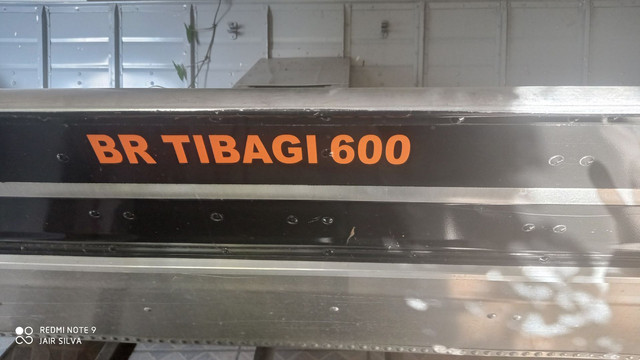 BR TIBAGI 600
REDMI NOTE 9
JAIR SILVA